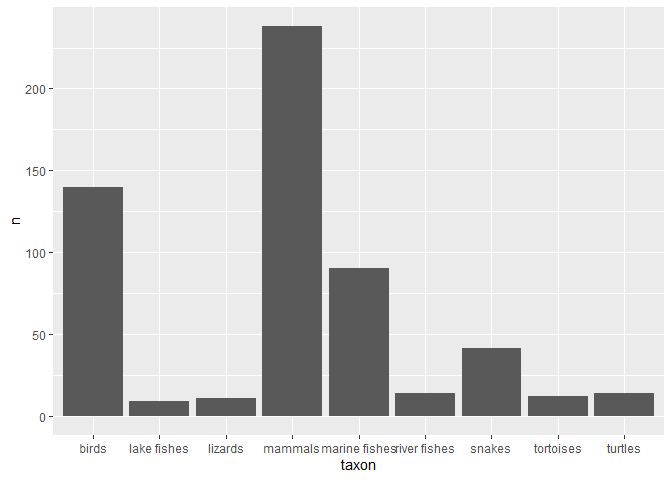 200
150
100
50
0
n
birds lake fishes lizards mammals marine fishes river fishes snakes tortoises turtles
taxon